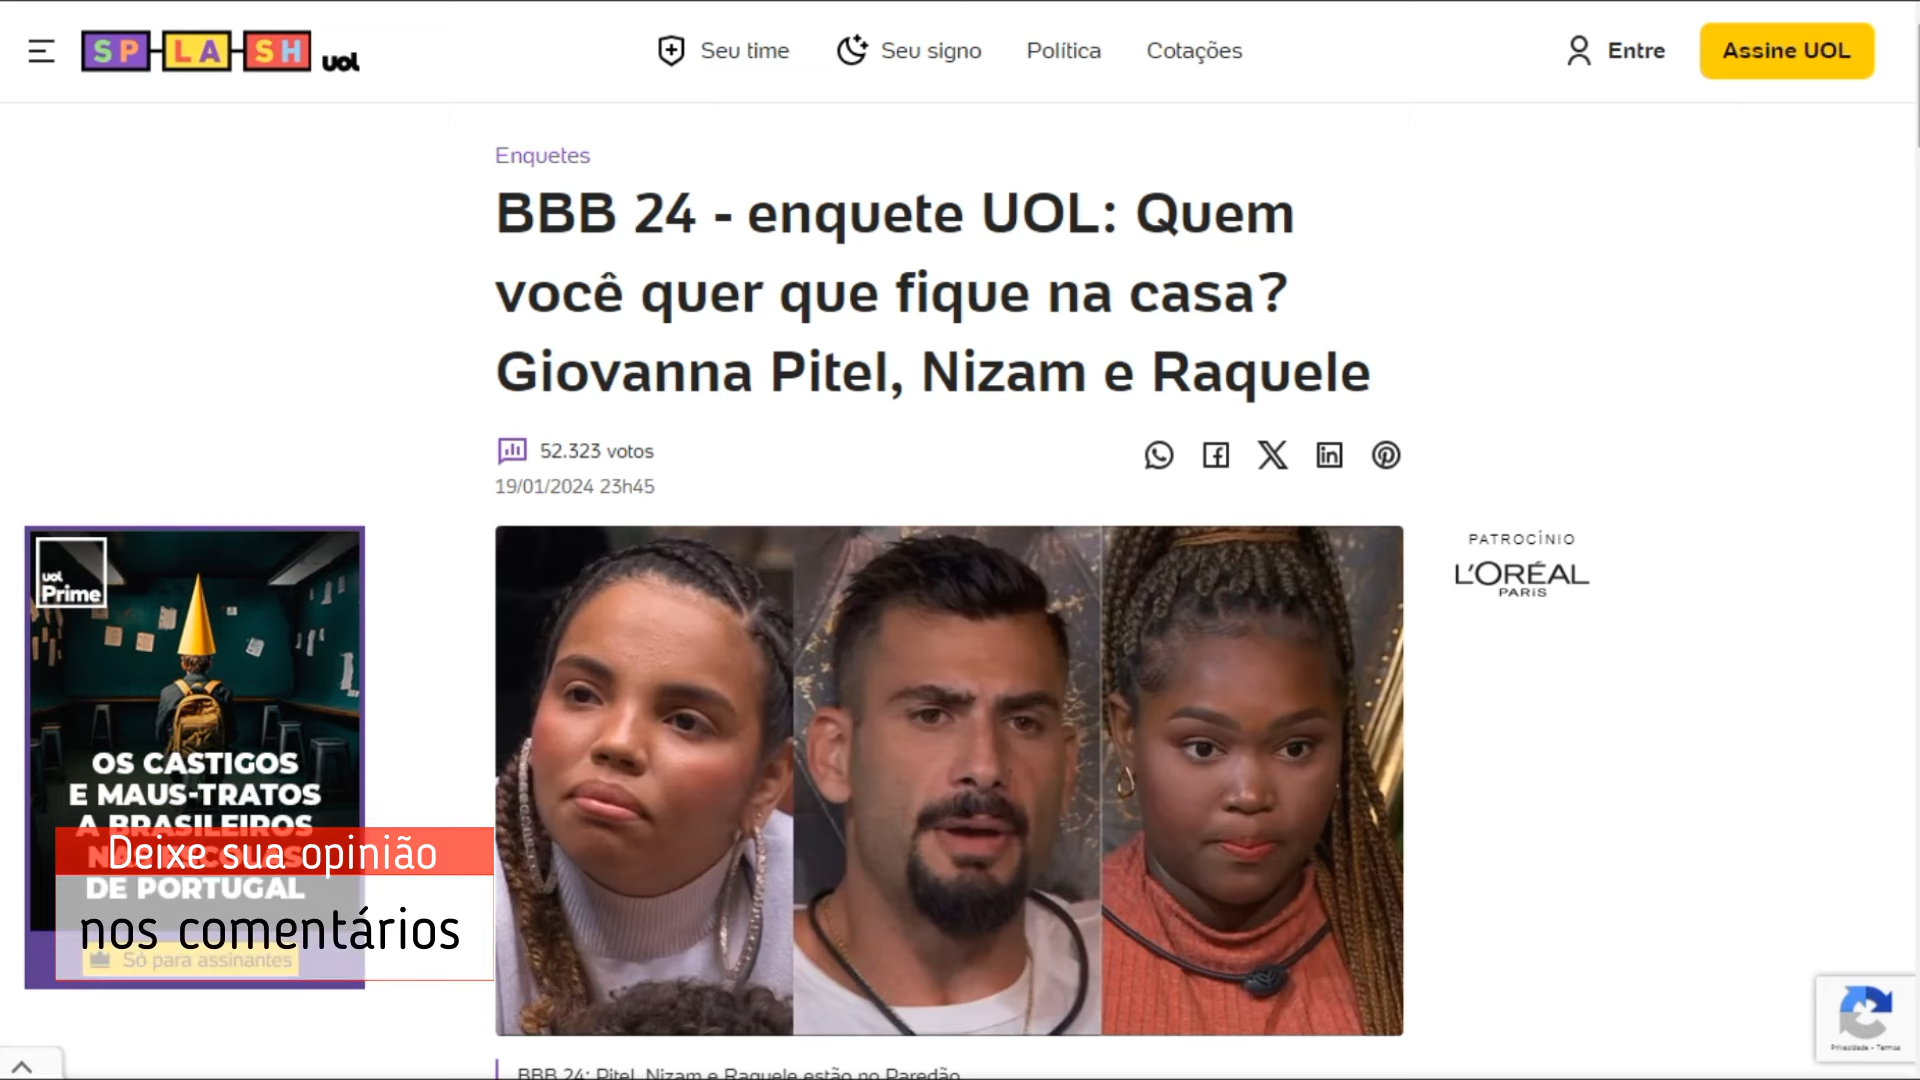 SPLASH uol
Seu time
Seu signo
Política
Cotações
Entre
Assine UOL
Enquetes
BBB 24 - enquete UOL: Quem
você quer que fique na casa?
Giovanna Pitel, Nizam e Raquele
52.323 votos
19/01/2024 23h45
uol
Prime
OS CASTIGOS
E MAUS-TRATOS
A BRASILEIROS
DE PORTUGAL
Só para assinantes
Deixe sua opinião
nos comentários
PATROCÍNIO
L'ORÉAL
PARIS
Privacidade - Termos
BBB 24: Pitel, Nizam e Raquele estão no Paredão